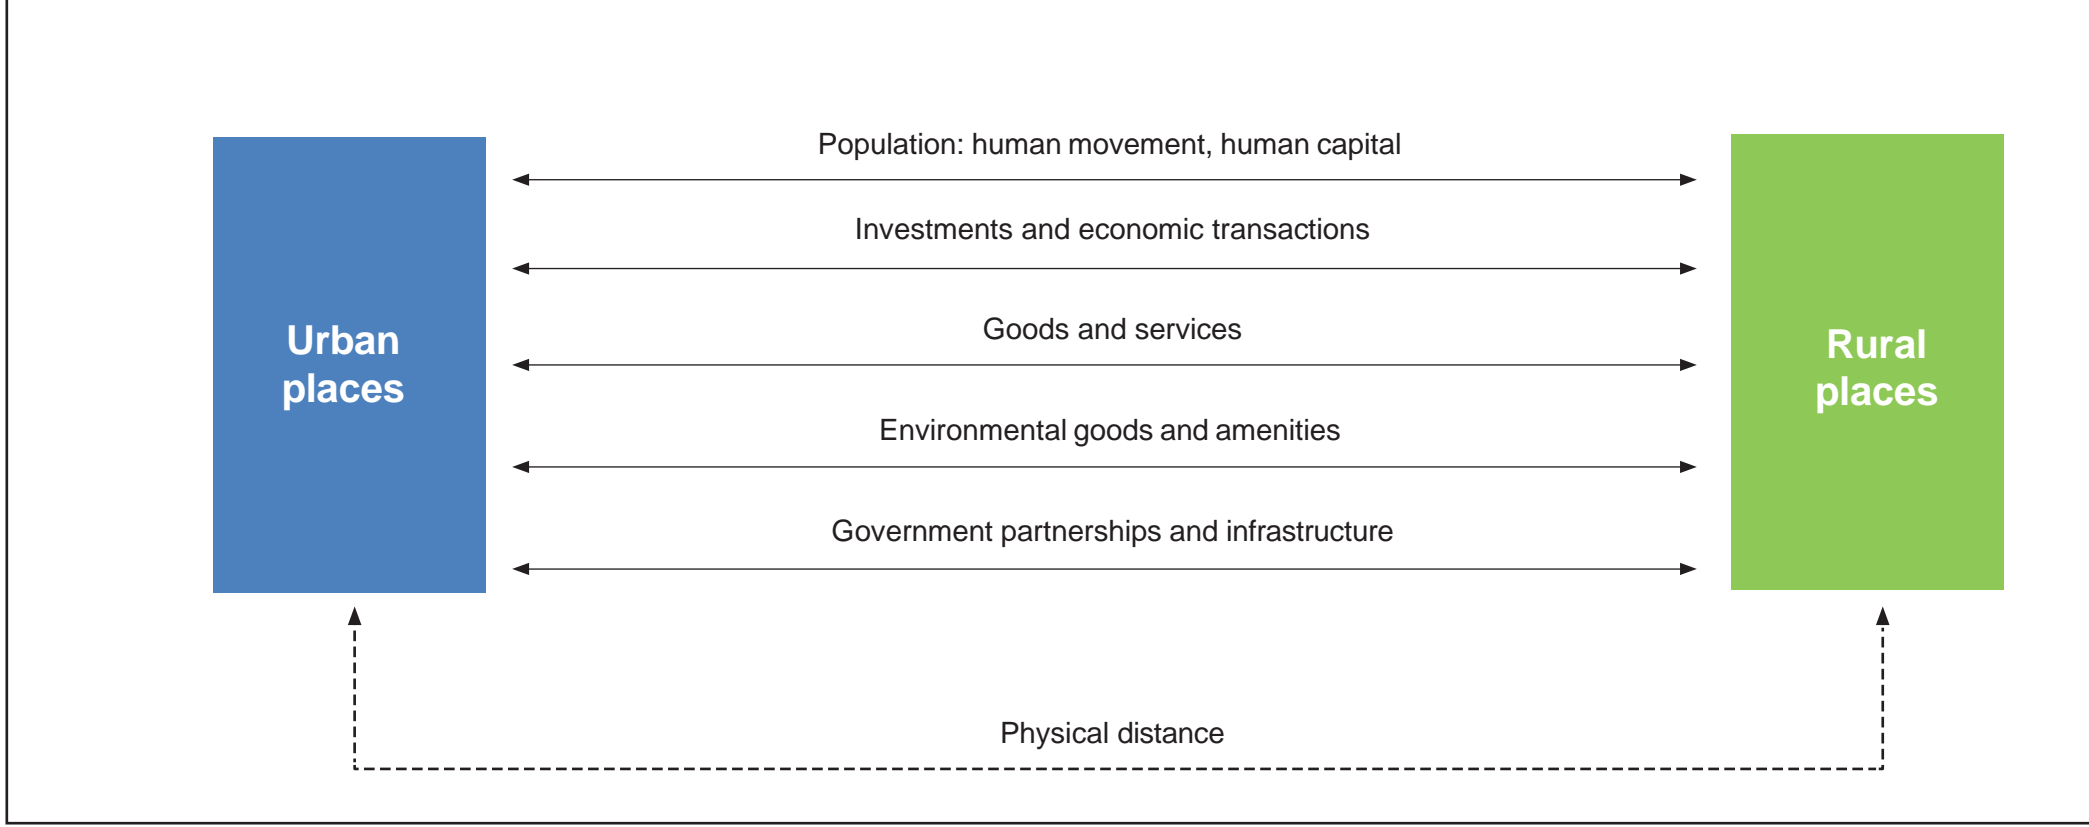 Population: human movement, human capital
Investments and economic transactions
Goods and services
Urban
places
Rural
places
Environmental goods and amenities
Government partnerships and infrastructure
Physical distance